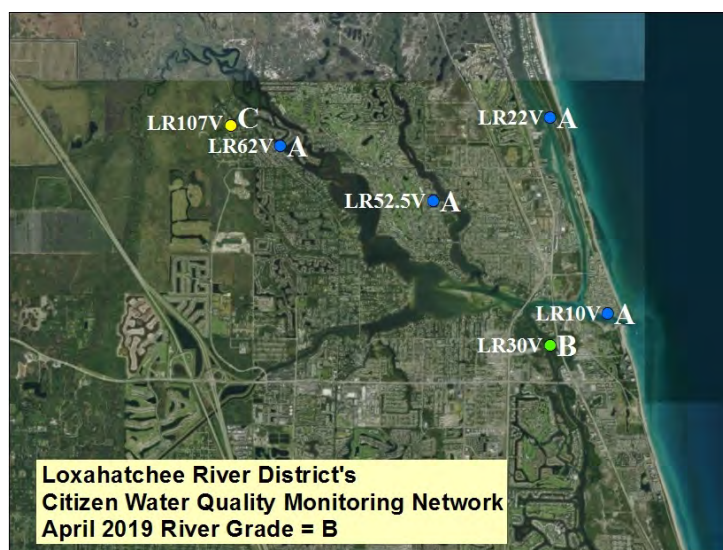 LR107V C
LR62V A
LR22V A
LR52.5V A
LR10V A
LR30V B
Loxahatchee River District's
Citizen Water Quality Monitoring Network
April 2019 River Grade = B